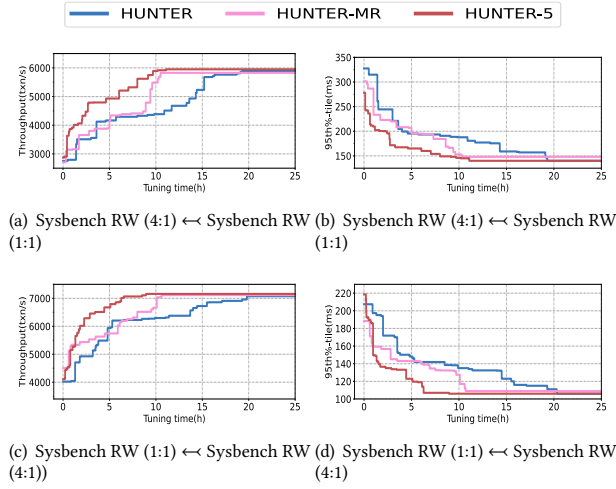 HUNTER HUNTER-MR HUNTER-5
Throughput(txn/s)
6000
5000
4000
3000
0 5 10 15 20 25
Tuning time(h)
95th%-tile(ms)
350
300
250
200
150
0 5 10 15 20 25
Tuning time(h)
(a) Sysbench RW (4:1) ↢ Sysbench RW
(1:1)
(b) Sysbench RW (4:1) ↢ Sysbench RW
(1:1)
Throughput(txn/s)
7000
6000
5000
4000
0 5 10 15 20 25
Tuning time(h)
95th%-tile(ms)
220
200
180
160
140
120
100
0 5 10 15 20 25
Tuning time(h)
(c) Sysbench RW (1:1) ↢ Sysbench RW
(4:1))
(d) Sysbench RW (1:1) ↢ Sysbench RW
(4:1)